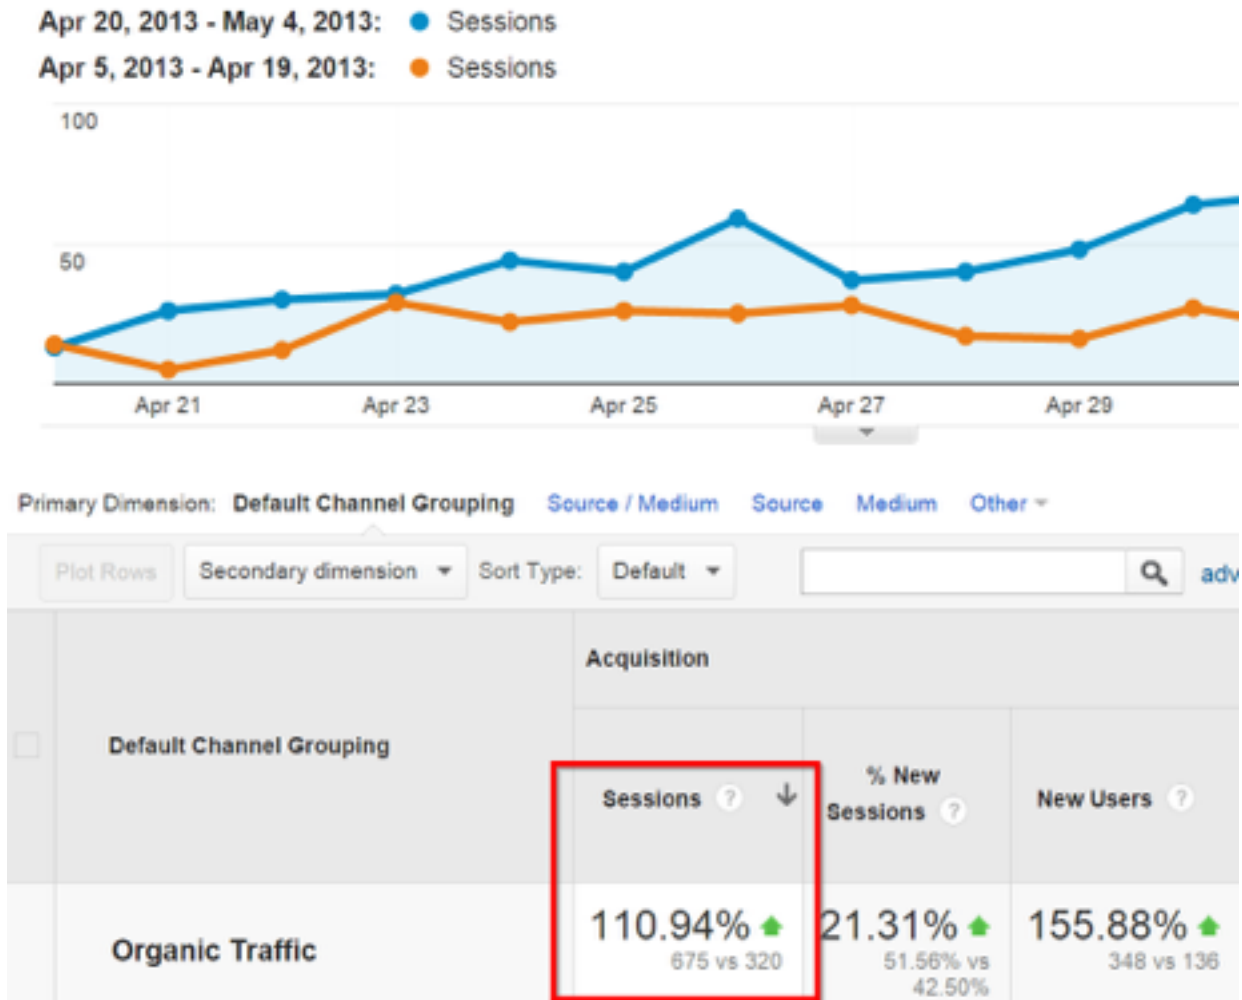 Apr 20, 2013 - May 4, 2013: Sessions
Apr 5, 2013 - Apr 19, 2013: Sessions
100
50
Apr 21 Apr 23 Apr 25 Apr 27 Apr 29
Primary Dimension: Default Channel Grouping Source / Medium Source Medium Other
Plot Rows Secondary dimension Sort Type: Default adv
Acquisition
Default Channel Grouping
Sessions ? % New Sessions ? New Users ?
Organic Traffic
110.94% 21.31% 155.88%
675 vs 320 51.56% vs 42.50% 348 vs 136